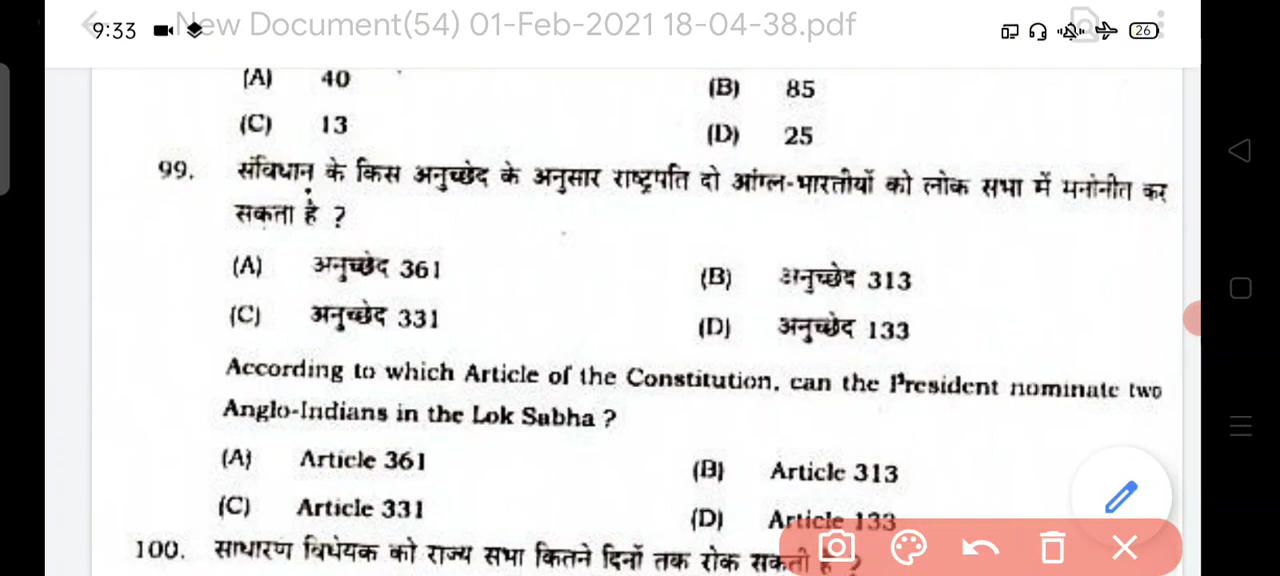 9:33 New Document(54) 01-Feb-2021 18-04-38.pdf 26
(A) 40 (B) 85
(C) 13 (D) 25
99. संविधान के किस अनुच्छेद के अनुसार राष्ट्रपति दो आंग्ल-भारतीयों को लोक सभा में मनोनीत कर
सकता है ?
(A) अनुच्छेद 361 (B) अनुच्छेद 313
(C) अनुच्छेद 331 (D) अनुच्छेद 133
According to which Article of the Constitution, can the President nominate two
Anglo-Indians in the Lok Sabha ?
(A) Article 361 (B) Article 313
(C) Article 331 (D) Article 133
100. साधारण विधेयक को राज्य सभा कितने दिनों तक रोक सकती है ?